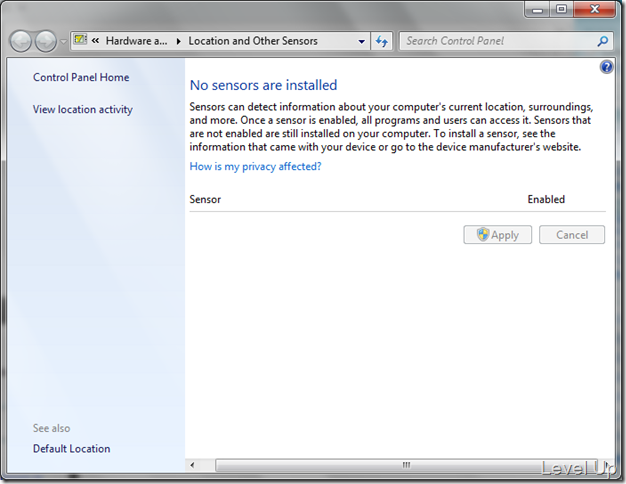 « Hardware a... ▸ Location and Other Sensors
Search Control Panel
Control Panel Home
View location activity
No sensors are installed
Sensors can detect information about your computer's current location, surroundings,
and more. Once a sensor is enabled, all programs and users can access it. Sensors
that are not enabled are still installed on your computer. To install a sensor, see the
information that came with your device or go to the device manufacturer's website.
How is my privacy affected?
Sensor Enabled
Apply Cancel
See also
Default Location
Level Up